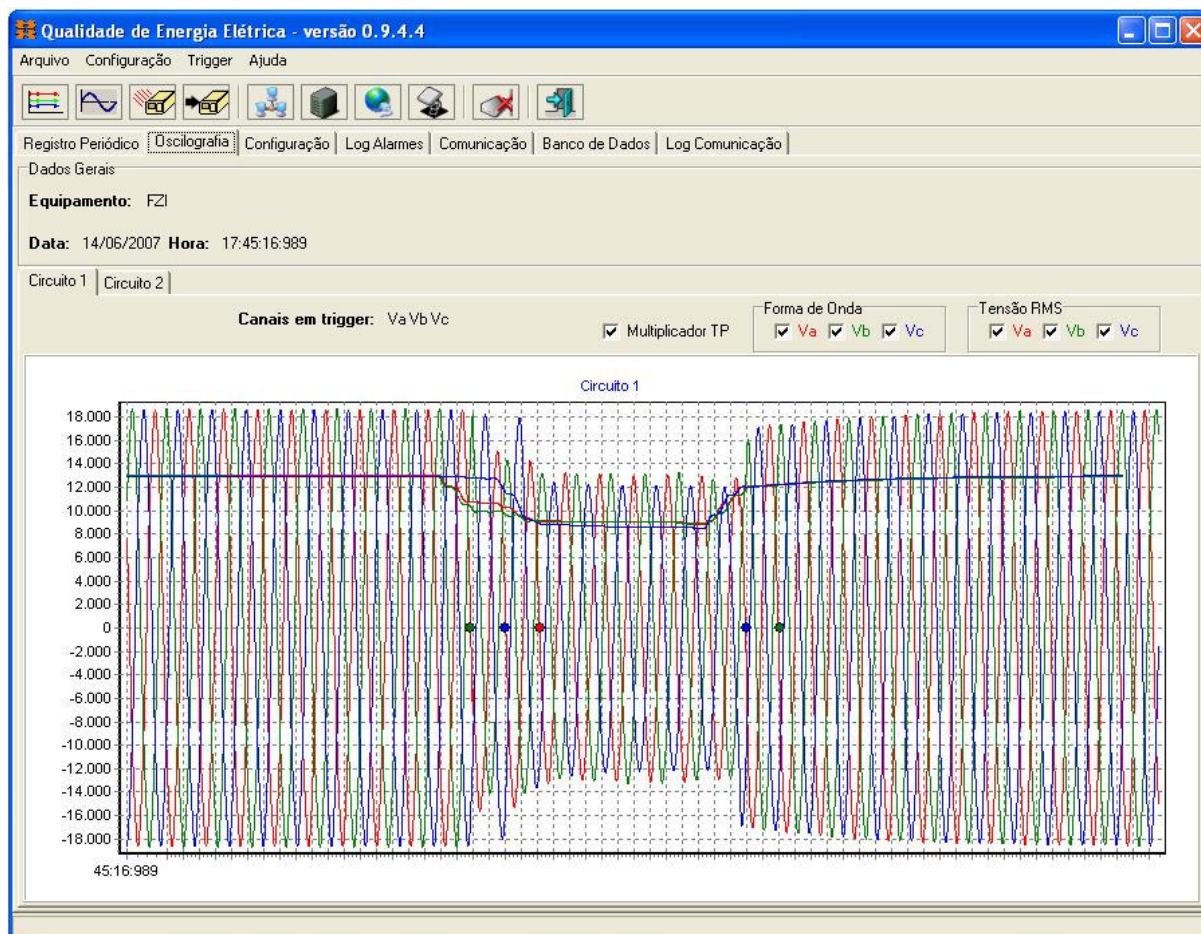 Qualidade de Energia Elétrica - versão 0.9.4.4
Arquivo Configuração Trigger Ajuda
Registro Periódico Oscilografia Configuração Log Alarmes Comunicação Banco de Dados Log Comunicação
Dados Gerais
Equipamento: FZI
Data: 14/06/2007 Hora: 17:45:16:989
Circuito 1 Circuito 2
Canais em trigger: Va Vb Vc
Multiplicador TP
Forma de Onda
Va Vb Vc
Tensão RMS
Va Vb Vc
Circuito 1
18.000
16.000
14.000
12.000
10.000
8.000
6.000
4.000
2.000
0
-2.000
-4.000
-6.000
-8.000
-10.000
-12.000
-14.000
-16.000
-18.000
45:16:989